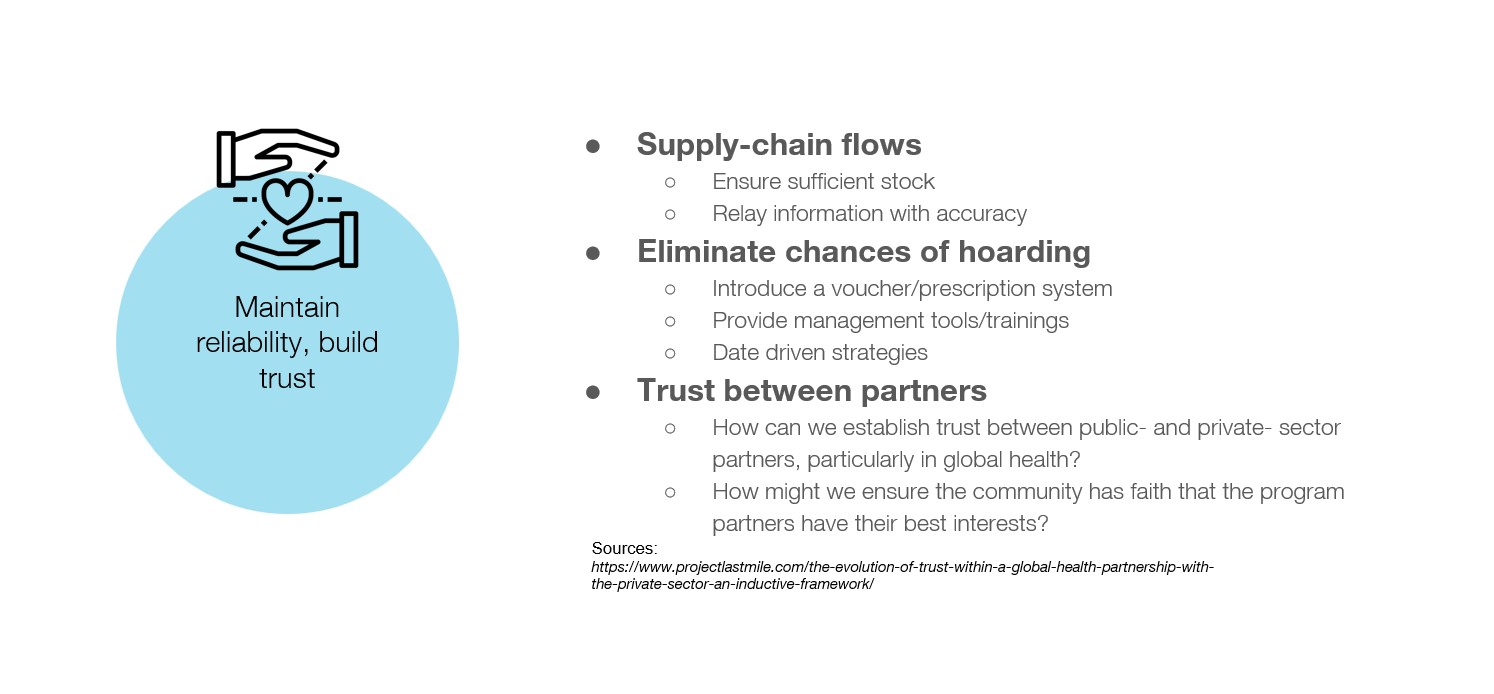 Maintain
reliability, build
trust
● Supply-chain flows
○ Ensure sufficient stock
○ Relay information with accuracy
● Eliminate chances of hoarding
○ Introduce a voucher/prescription system
○ Provide management tools/trainings
○ Date driven strategies
● Trust between partners
○ How can we establish trust between public- and private- sector
partners, particularly in global health?
○ How might we ensure the community has faith that the program
partners have their best interests?
Sources:
https://www.projectlastmile.com/the-evolution-of-trust-within-a-global-health-partnership-with-
the-private-sector-an-inductive-framework/